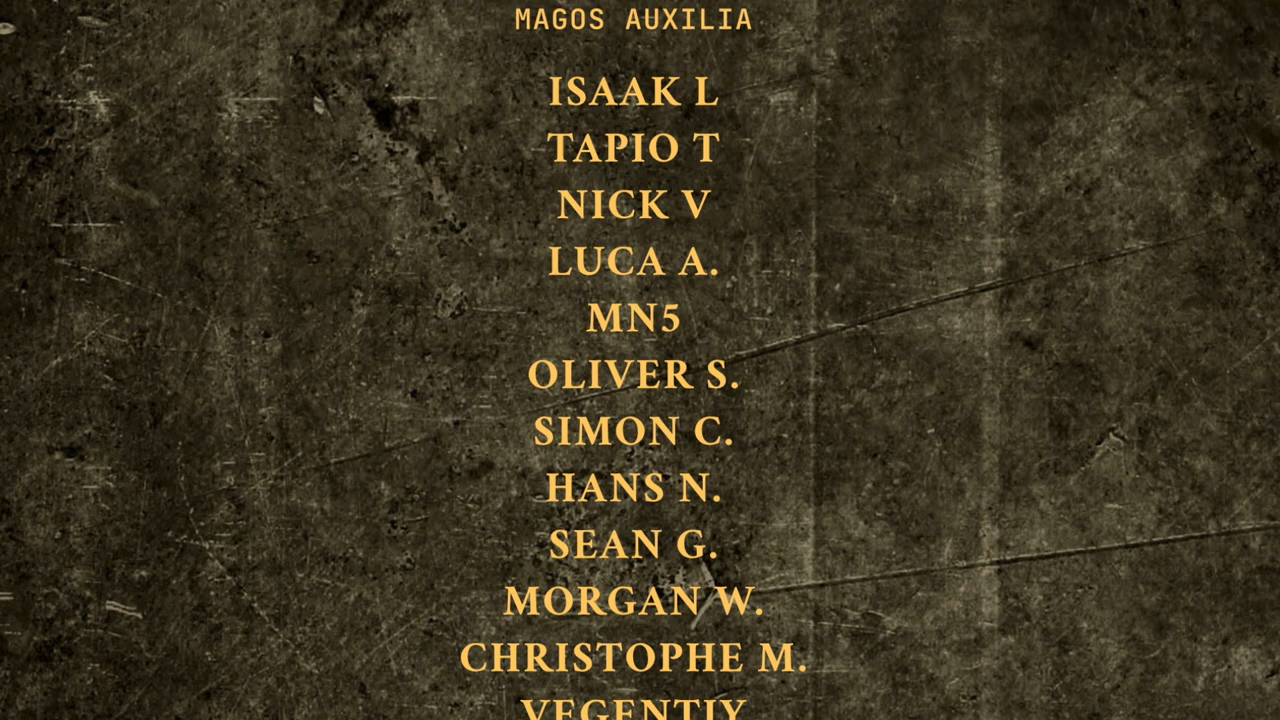 MAGOS AUXILIA
ISAAK L
TAPIO T
NICK V
LUCA A.
MN5
OLIVER S.
SIMON C.
HANS N.
SEAN G.
MORGAN W.
CHRISTOPHE M.